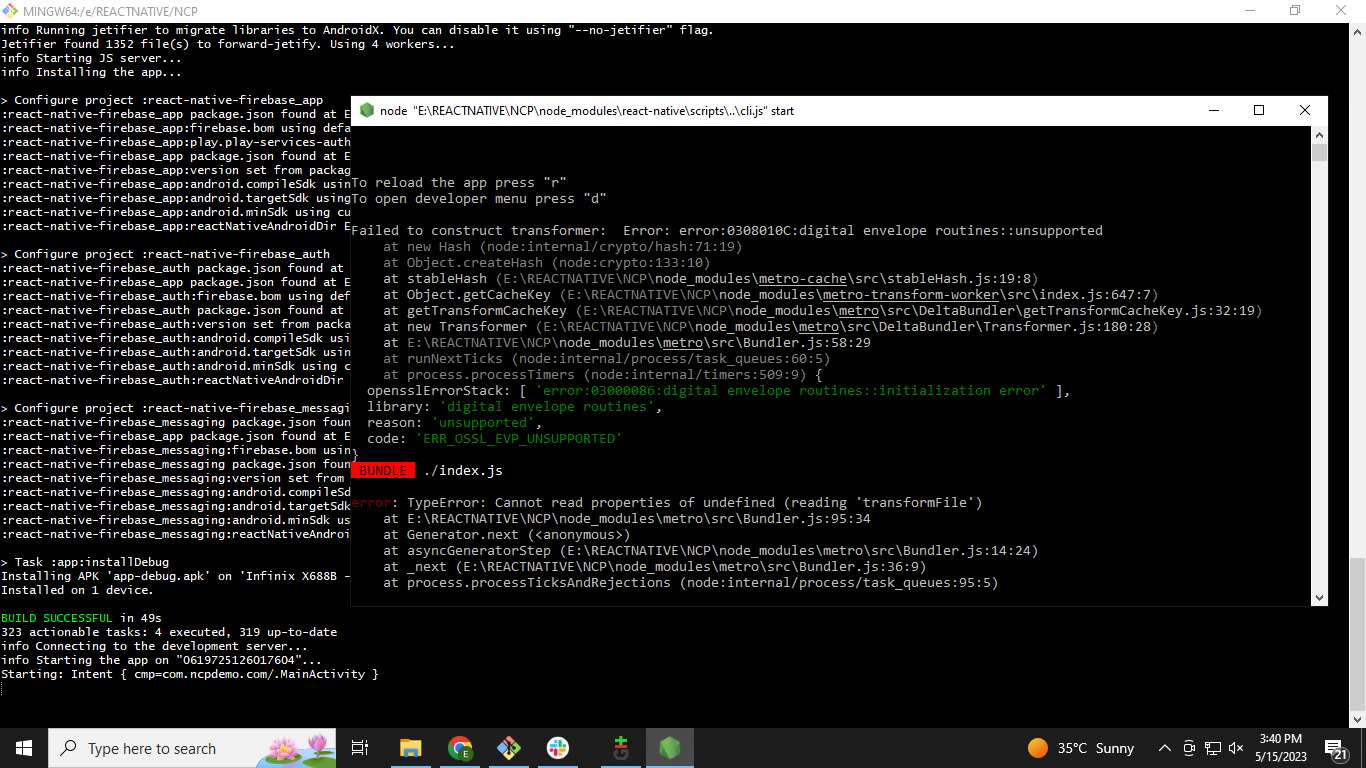 MINGW64:/e/REACTNATIVE/NCP
info Running jetifier to migrate libraries to AndroidX. You can disable it using "--no-jetifier" flag.
Jetifier found 1352 file(s) to forward-jetify. Using 4 workers...
info Starting JS server...
info Installing the app...
> Configure project :react-native-firebase_app
:react-native-firebase_app package.json found at E
:react-native-firebase_app:firebase.bom using defa
:react-native-firebase_app:play.play-services-auth
:react-native-firebase_app package.json found at E
:react-native-firebase_app:version set from packag
:react-native-firebase_app:android.compileSdk usin
:react-native-firebase_app:android.targetSdk using
:react-native-firebase_app:android.minSdk using cu
:react-native-firebase_app:reactNativeAndroidDir E
> Configure project :react-native-firebase_auth
:react-native-firebase_auth package.json found at
:react-native-firebase_app package.json found at E
:react-native-firebase_auth:firebase.bom using def
:react-native-firebase_auth package.json found at
:react-native-firebase_auth:version set from packa
:react-native-firebase_auth:android.compileSdk usi
:react-native-firebase_auth:android.targetSdk usin
:react-native-firebase_auth:android.minSdk using c
:react-native-firebase_auth:reactNativeAndroidDir
> Configure project :react-native-firebase_messagi
:react-native-firebase_messaging package.json foun
:react-native-firebase_app package.json found at E
:react-native-firebase_messaging:firebase.bom usin
:react-native-firebase_messaging package.json foun
:react-native-firebase_messaging:version set from
:react-native-firebase_messaging:android.compileSd
:react-native-firebase_messaging:android.targetSdk
:react-native-firebase_messaging:android.minSdk us
:react-native-firebase_messaging:reactNativeAndroi
> Task :app:installDebug
Installing APK 'app-debug.apk' on 'Infinix X688B -
Installed on 1 device.
BUILD SUCCESSFUL in 49s
323 actionable tasks: 4 executed, 319 up-to-date
info Connecting to the development server...
info Starting the app on "0619725126017604"...
Starting: Intent { cmp=com.ncpdemo.com/.MainActivity }
node "E:\REACTNATIVE\NCP\node_modules\react-native\scripts\..\cli.js" start
To reload the app press "r"
To open developer menu press "d"
Failed to construct transformer:  Error: error:0308010C:digital envelope routines::unsupported
at new Hash (node:internal/crypto/hash:71:19)
at Object.createHash (node:crypto:133:10)
at stableHash (E:\REACTNATIVE\NCP\node_modules\metro-cache\src\stableHash.js:19:8)
at Object.getCacheKey (E:\REACTNATIVE\NCP\node_modules\metro-transform-worker\src\index.js:647:7)
at getTransformCacheKey (E:\REACTNATIVE\NCP\node_modules\metro\src\DeltaBundler\getTransformCacheKey.js:32:19)
at new Transformer (E:\REACTNATIVE\NCP\node_modules\metro\src\DeltaBundler\Transformer.js:180:28)
at E:\REACTNATIVE\NCP\node_modules\metro\src\Bundler.js:58:29
at runNextTicks (node:internal/process/task_queues:60:5)
at process.processTimers (node:internal/timers:509:9) {
opensslErrorStack: [ 'error:03000086:digital envelope routines::initialization error' ],
library: 'digital envelope routines',
reason: 'unsupported',
code: 'ERR_OSSL_EVP_UNSUPPORTED'
}
BUNDLE ./index.js
error: TypeError: Cannot read properties of undefined (reading 'transformFile')
at E:\REACTNATIVE\NCP\node_modules\metro\src\Bundler.js:95:34
at Generator.next (<anonymous>)
at asyncGeneratorStep (E:\REACTNATIVE\NCP\node_modules\metro\src\Bundler.js:14:24)
at _next (E:\REACTNATIVE\NCP\node_modules\metro\src\Bundler.js:36:9)
at process.processTicksAndRejections (node:internal/process/task_queues:95:5)
Type here to search
35°C Sunny
3:40 PM
5/15/2023
21